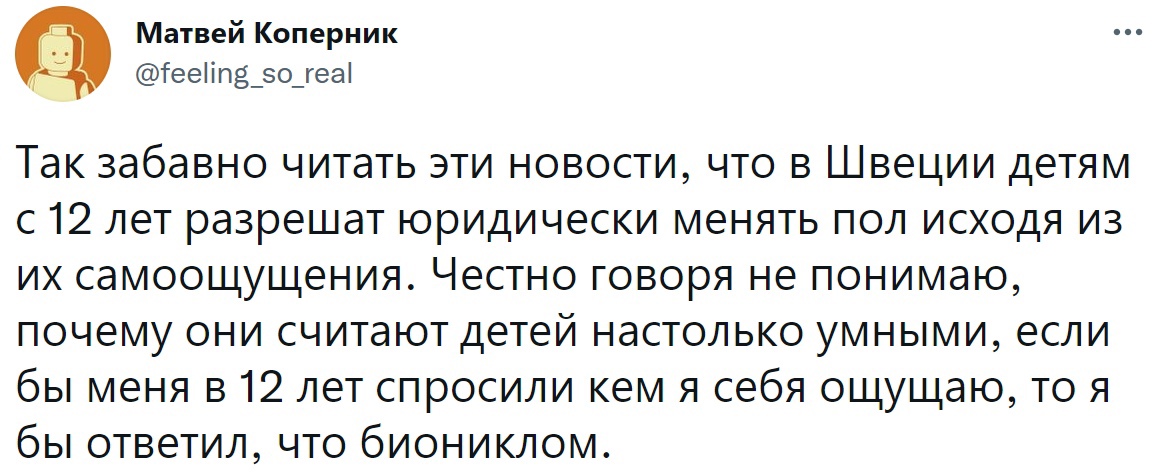 Матвей Коперник
@feeling_so_real
Так забавно читать эти новости, что в Швеции детям
с 12 лет разрешат юридически менять пол исходя из
их самоощущения. Честно говоря не понимаю,
почему они считают детей настолько умными, если
бы меня в 12 лет спросили кем я себя ощущаю, то я
бы ответил, что биониклом.